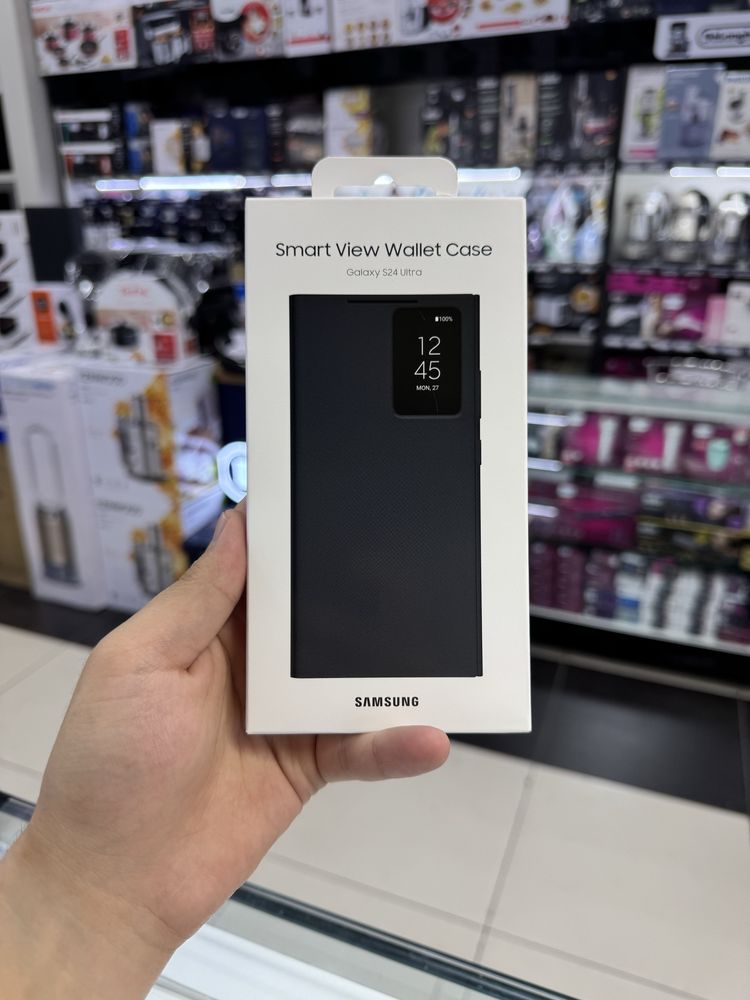 Smart View Wallet Case
Galaxy S24 Ultra
100%
12
45
MON, 27
SAMSUNG